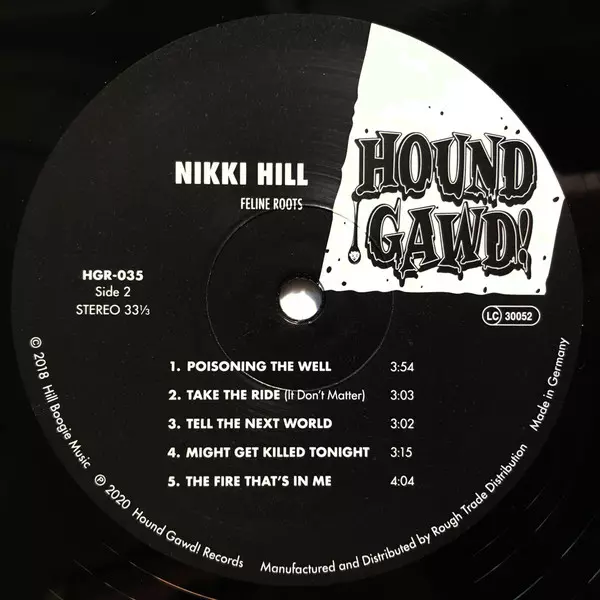 NIKKI HILL
FELINE ROOTS
HOUND
GAWD!
HGR-035
Side 2
STEREO 33⅓
LC 30052
1. POISONING THE WELL 3:54
2. TAKE THE RIDE (It Don't Matter) 3:03
3. TELL THE NEXT WORLD 3:02
4. MIGHT GET KILLED TONIGHT 3:15
5. THE FIRE THAT'S IN ME 4:04
© 2018 Hill Boogie Music ℗ 2020 Hound Gawd! Records Manufactured and Distributed by Rough Trade Distribution Made in Germany